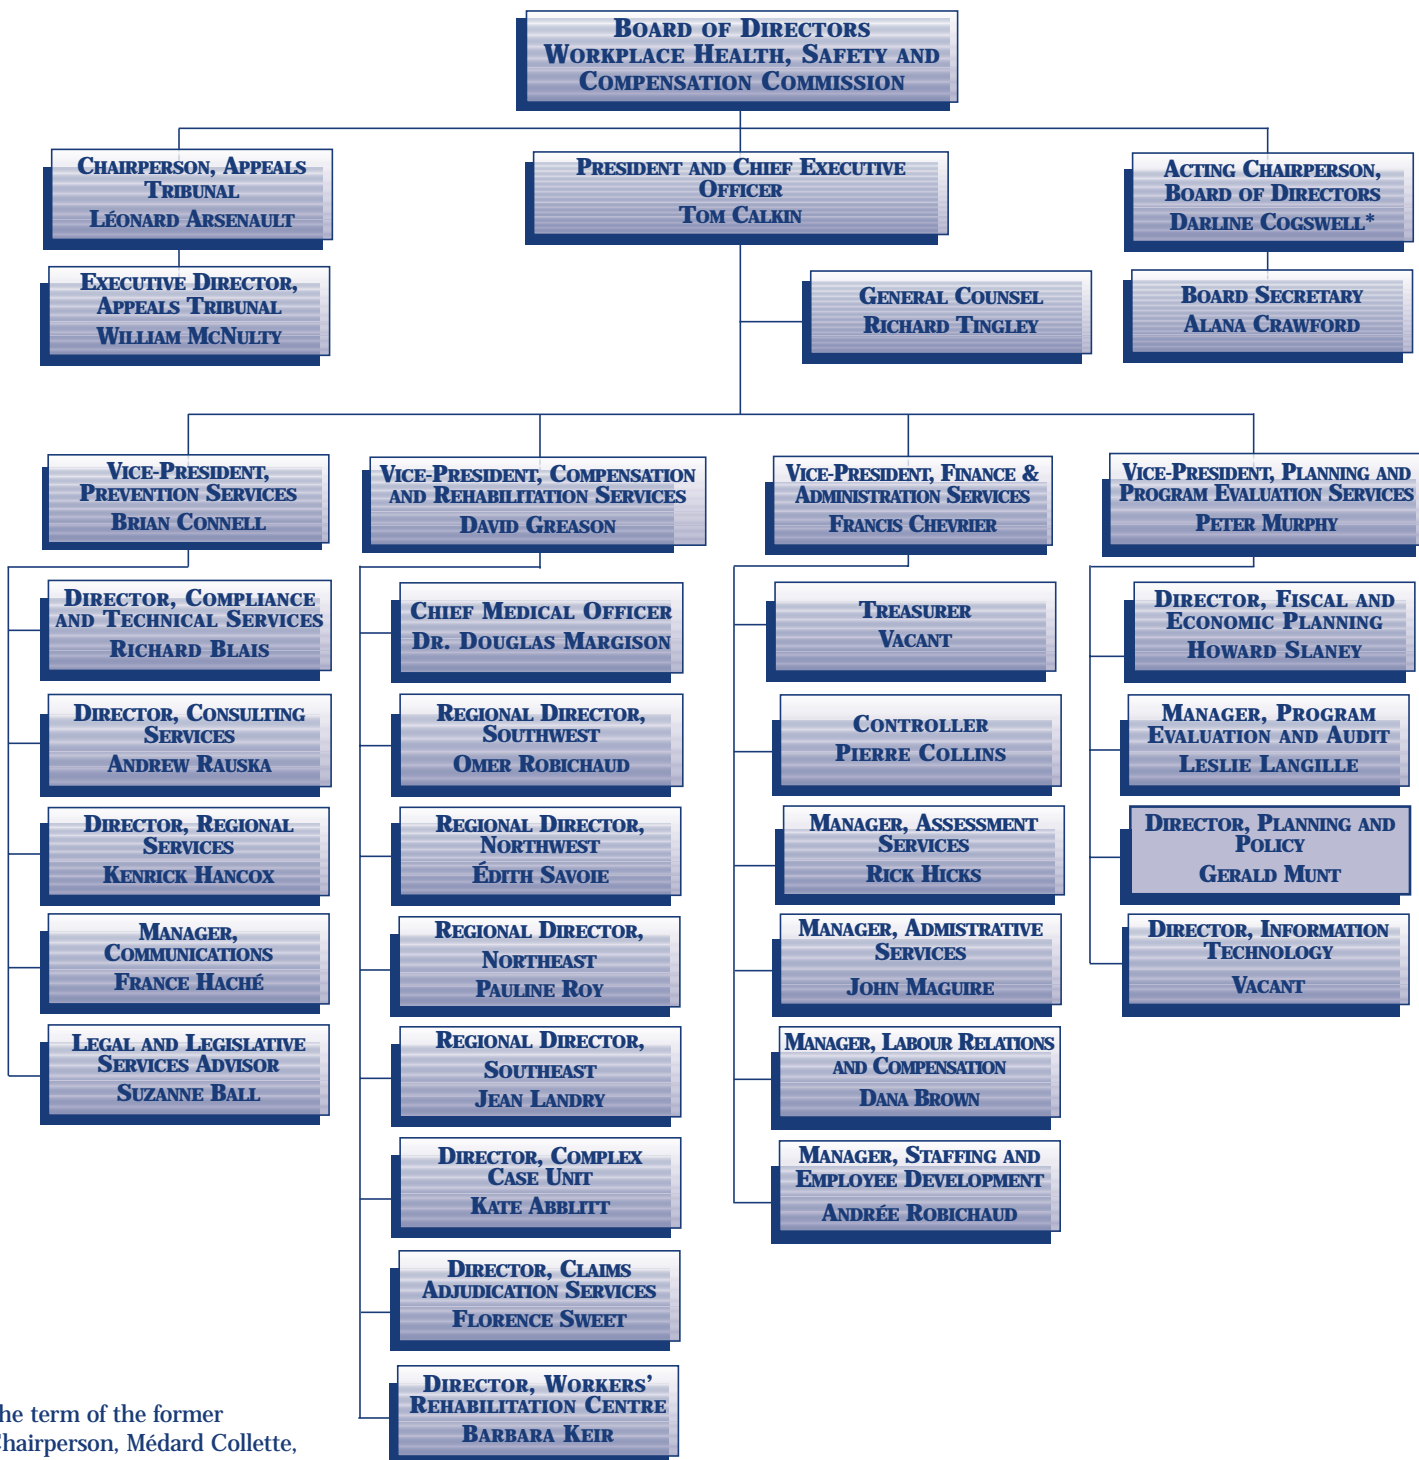 BOARD OF DIRECTORS
WORKPLACE HEALTH, SAFETY AND
COMPENSATION COMMISSION
CHAIRPERSON, APPEALS
TRIBUNAL
LÉONARD ARSENAULT
PRESIDENT AND CHIEF EXECUTIVE
OFFICER
TOM CALKIN
ACTING CHAIRPERSON,
BOARD OF DIRECTORS
DARLINE COGSWELL*
EXECUTIVE DIRECTOR,
APPEALS TRIBUNAL
WILLIAM MCNULTY
GENERAL COUNSEL
RICHARD TINGLEY
BOARD SECRETARY
ALANA CRAWFORD
VICE-PRESIDENT,
PREVENTION SERVICES
BRIAN CONNELL
DIRECTOR, COMPLIANCE
AND TECHNICAL SERVICES
RICHARD BLAIS
DIRECTOR, CONSULTING
SERVICES
ANDREW RAUSKA
DIRECTOR, REGIONAL
SERVICES
KENRICK HANCOX
MANAGER,
COMMUNICATIONS
FRANCE HACHÉ
LEGAL AND LEGISLATIVE
SERVICES ADVISOR
SUZANNE BALL
VICE-PRESIDENT, COMPENSATION
AND REHABILITATION SERVICES
DAVID GREASON
CHIEF MEDICAL OFFICER
DR. DOUGLAS MARGISON
REGIONAL DIRECTOR,
SOUTHWEST
OMER ROBICHAUD
REGIONAL DIRECTOR,
NORTHWEST
ÉDITH SAVOIE
REGIONAL DIRECTOR,
NORTHEAST
PAULINE ROY
REGIONAL DIRECTOR,
SOUTHEAST
JEAN LANDRY
DIRECTOR, COMPLEX
CASE UNIT
KATE ABBLITT
DIRECTOR, CLAIMS
ADJUDICATION SERVICES
FLORENCE SWEET
DIRECTOR, WORKERS'
REHABILITATION CENTRE
BARBARA KEIR
VICE-PRESIDENT, FINANCE &
ADMINISTRATION SERVICES
FRANCIS CHEVRIER
TREASURER
VACANT
CONTROLLER
PIERRE COLLINS
MANAGER, ASSESSMENT
SERVICES
RICK HICKS
MANAGER, ADMISTRATIVE
SERVICES
JOHN MAGUIRE
MANAGER, LABOUR RELATIONS
AND COMPENSATION
DANA BROWN
MANAGER, STAFFING AND
EMPLOYEE DEVELOPMENT
ANDRÉE ROBICHAUD
VICE-PRESIDENT, PLANNING AND
PROGRAM EVALUATION SERVICES
PETER MURPHY
DIRECTOR, FISCAL AND
ECONOMIC PLANNING
HOWARD SLANEY
MANAGER, PROGRAM
EVALUATION AND AUDIT
LESLIE LANGILLE
DIRECTOR, PLANNING AND
POLICY
GERALD MUNT
DIRECTOR, INFORMATION
TECHNOLOGY
VACANT
he term of the former
Chairperson, Médard Collette,